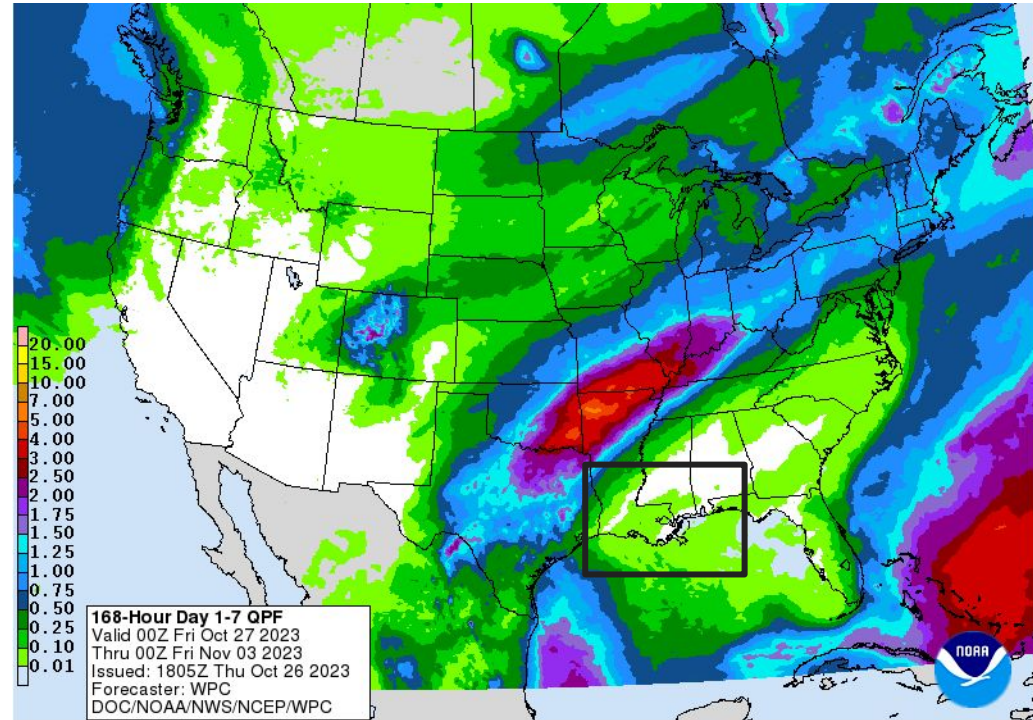 20.00
15.00
10.00
7.00
5.00
4.00
3.00
2.50
2.00
1.75
1.50
1.25
1.00
0.75
0.50
0.25
0.10
0.01
168-Hour Day 1-7 QPF
Valid 00Z Fri Oct 27 2023
Thru 00Z Fri Nov 03 2023
Issued: 1805Z Thu Oct 26 2023
Forecaster: WPC
DOC/NOAA/NWS/NCEP/WPC
NOAA